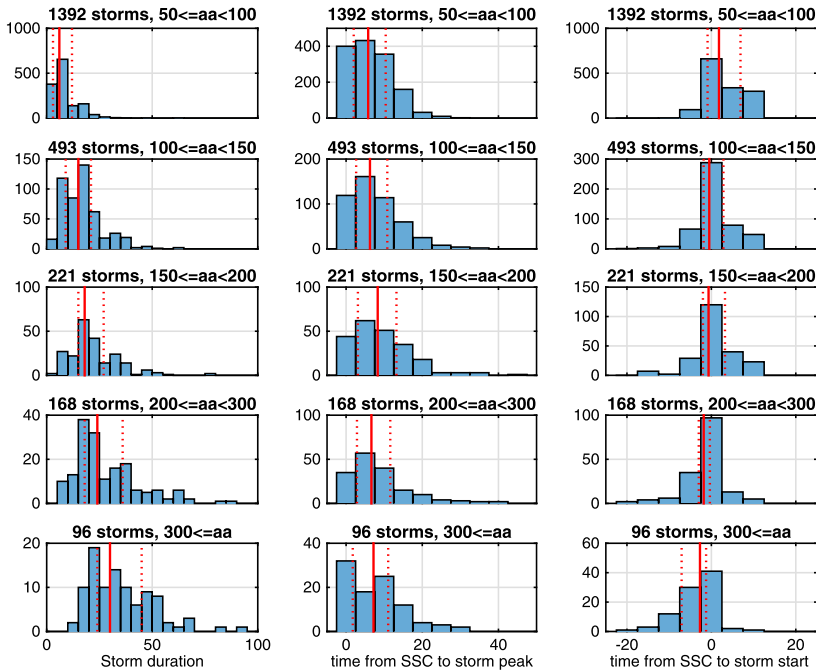 1392 storms, 50<=aa<100
1392 storms, 50<=aa<100
1392 storms, 50<=aa<100
1000
500
0
400
200
0
1000
500
0
493 storms, 100<=aa<150
493 storms, 100<=aa<150
493 storms, 100<=aa<150
150
100
50
0
200
100
0
300
200
100
0
221 storms, 150<=aa<200
221 storms, 150<=aa<200
221 storms, 150<=aa<200
100
50
0
100
50
0
150
100
50
0
168 storms, 200<=aa<300
168 storms, 200<=aa<300
168 storms, 200<=aa<300
40
20
0
100
50
0
100
50
0
96 storms, 300<=aa
96 storms, 300<=aa
96 storms, 300<=aa
20
10
0
40
20
0
60
40
20
0
0 50 100
0 20 40
-20 0 20
Storm duration
time from SSC to storm peak
time from SSC to storm start